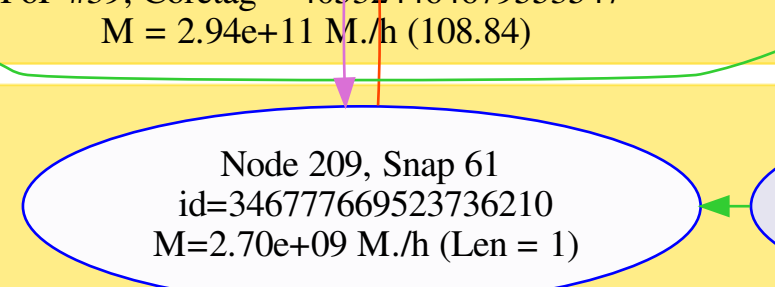 M = 2.94e+11 M./h (108.84)
Node 209, Snap 61
id=346777669523736210
M=2.70e+09 M./h (Len = 1)